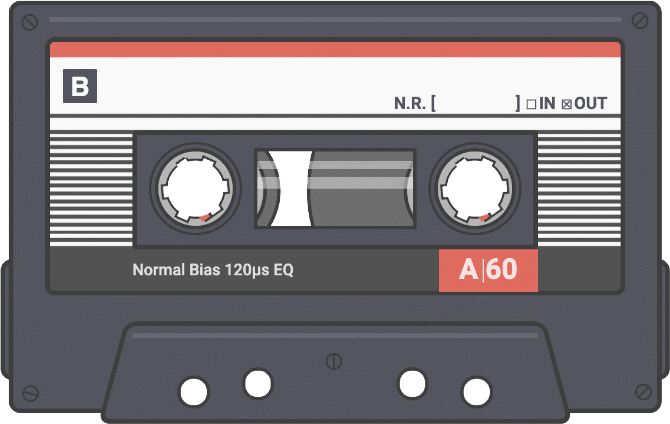 B
N.R. [ ] ☐IN ☒OUT
Normal Bias 120µs EQ
A|60